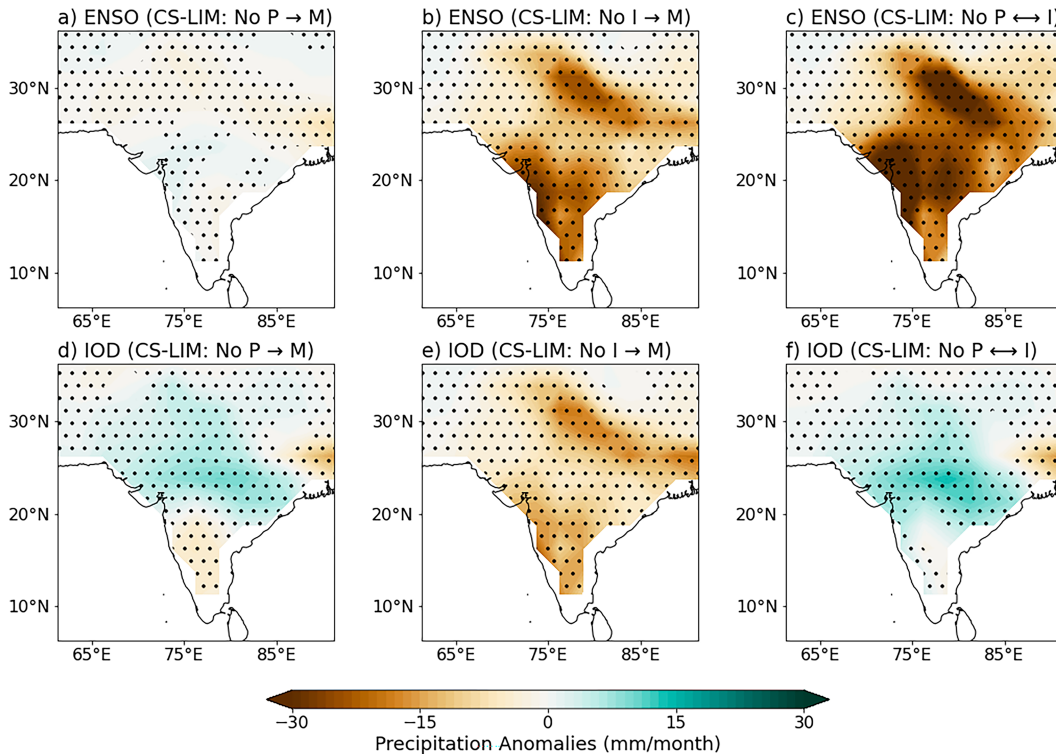 a) ENSO (CS-LIM: No P → M)
b) ENSO (CS-LIM: No I → M)
c) ENSO (CS-LIM: No P ⟷ I)
30°N
20°N
10°N
65°E 75°E 85°E
65°E 75°E 85°E
65°E 75°E 85°E
d) IOD (CS-LIM: No P → M)
e) IOD (CS-LIM: No I → M)
f) IOD (CS-LIM: No P ⟷ I)
30°N
20°N
10°N
65°E 75°E 85°E
65°E 75°E 85°E
65°E 75°E 85°E
−30 −15 0 15 30
Precipitation Anomalies (mm/month)